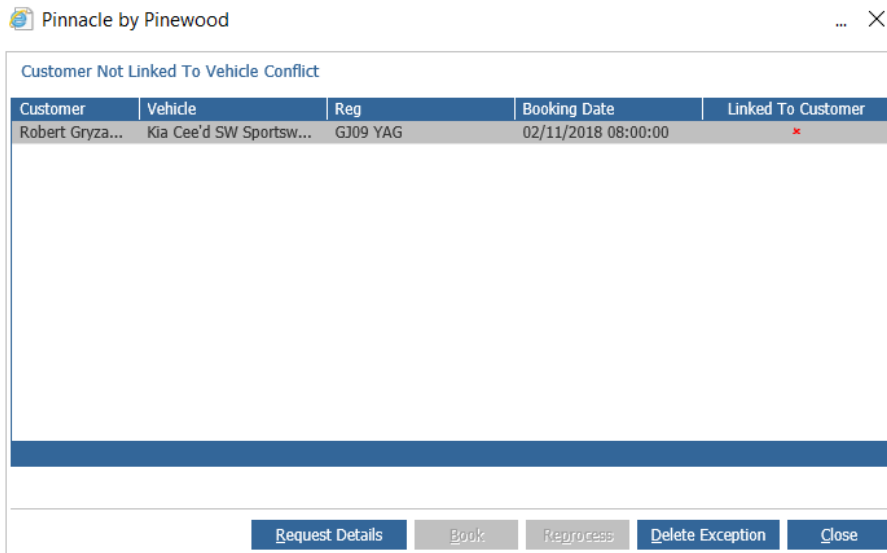 Pinnacle by Pinewood ...
Customer Not Linked To Vehicle Conflict
Customer Vehicle Reg Booking Date Linked To Customer
Robert Gryza... Kia Cee'd SW Sportsw... GJ09 YAG 02/11/2018 08:00:00
Request Details Book Reprocess Delete Exception Close